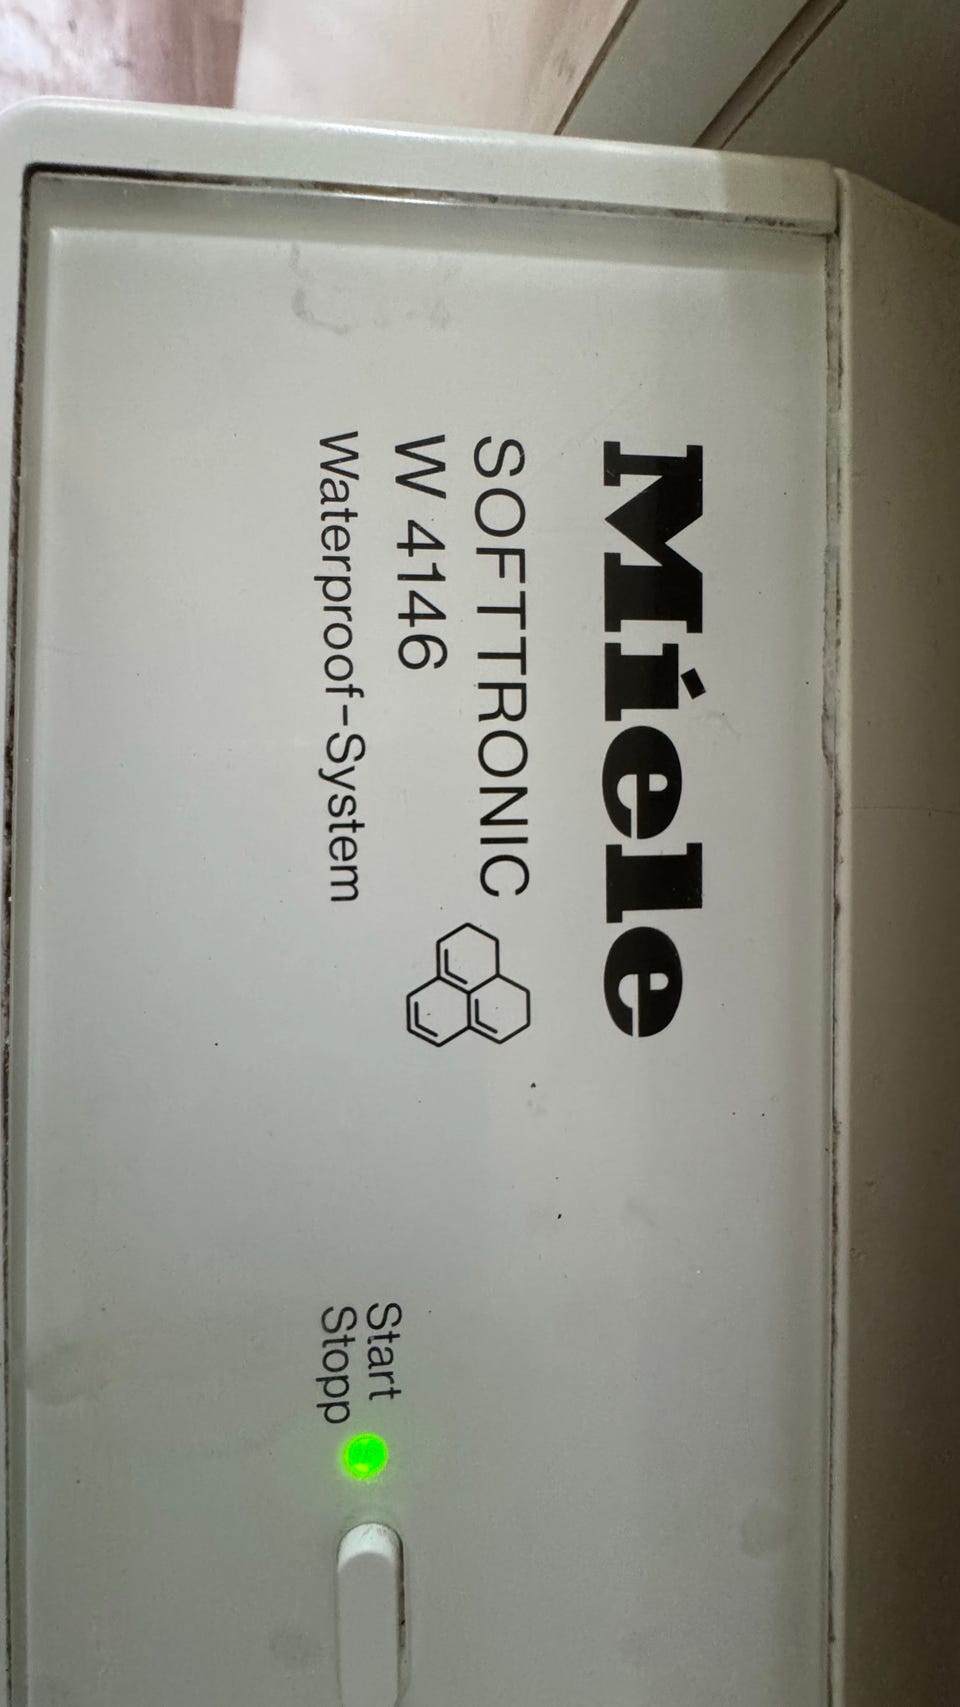 Miele
SOFTTRONIC
W 4146
Waterproof-System
Start
Stopp